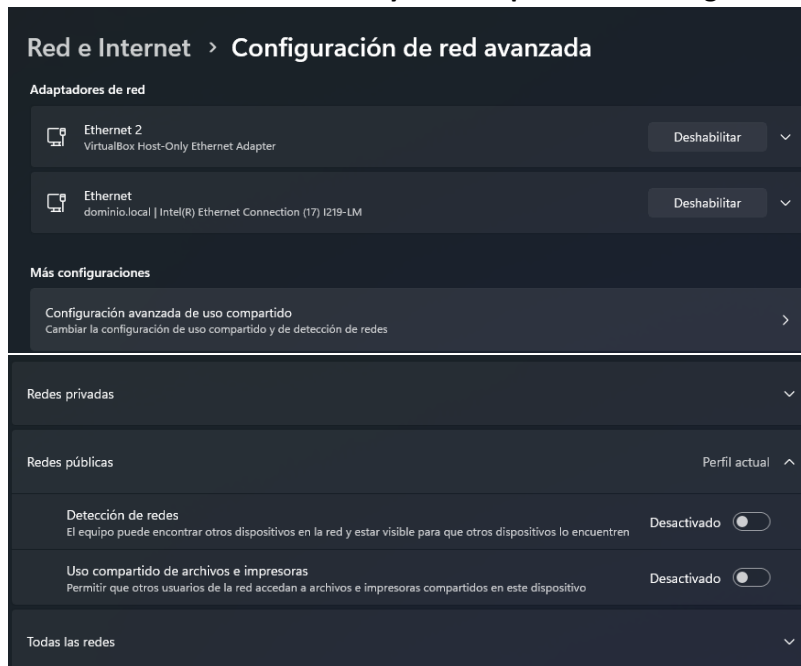 Red e Internet > Configuración de red avanzada
Adaptadores de red
Ethernet 2
VirtualBox Host-Only Ethernet Adapter
Deshabilitar
Ethernet
dominio.local | Intel(R) Ethernet Connection (17) I219-LM
Deshabilitar
Más configuraciones
Configuración avanzada de uso compartido
Cambiar la configuración de uso compartido y de detección de redes
Redes privadas
Redes públicas
Perfil actual
Detección de redes
El equipo puede encontrar otros dispositivos en la red y estar visible para que otros dispositivos lo encuentren
Desactivado
Uso compartido de archivos e impresoras
Permitir que otros usuarios de la red accedan a archivos e impresoras compartidos en este dispositivo
Desactivado
Todas las redes